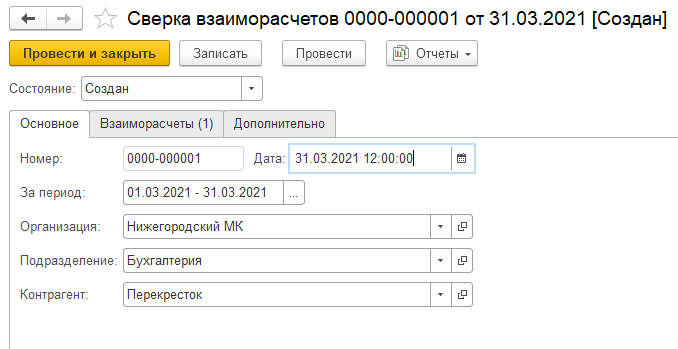 Сверка взаиморасчетов 0000-000001 от 31.03.2021 [Создан]
Провести и закрыть Записать Провести Отчеты
Состояние: Создан
Основное Взаиморасчеты (1) Дополнительно
Номер: 0000-000001 Дата: 31.03.2021 12:00:00
За период: 01.03.2021 - 31.03.2021 ...
Организация: Нижегородский МК
Подразделение: Бухгалтерия
Контрагент: Перекресток